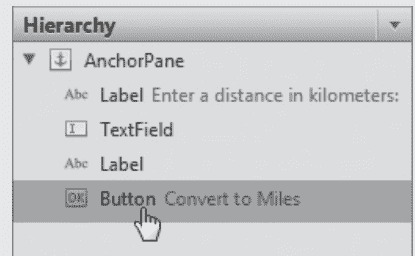 Hierarchy
AnchorPane
Abc Label Enter a distance in kilometers:
TextField
Abc Label
OK Button Convert to Miles